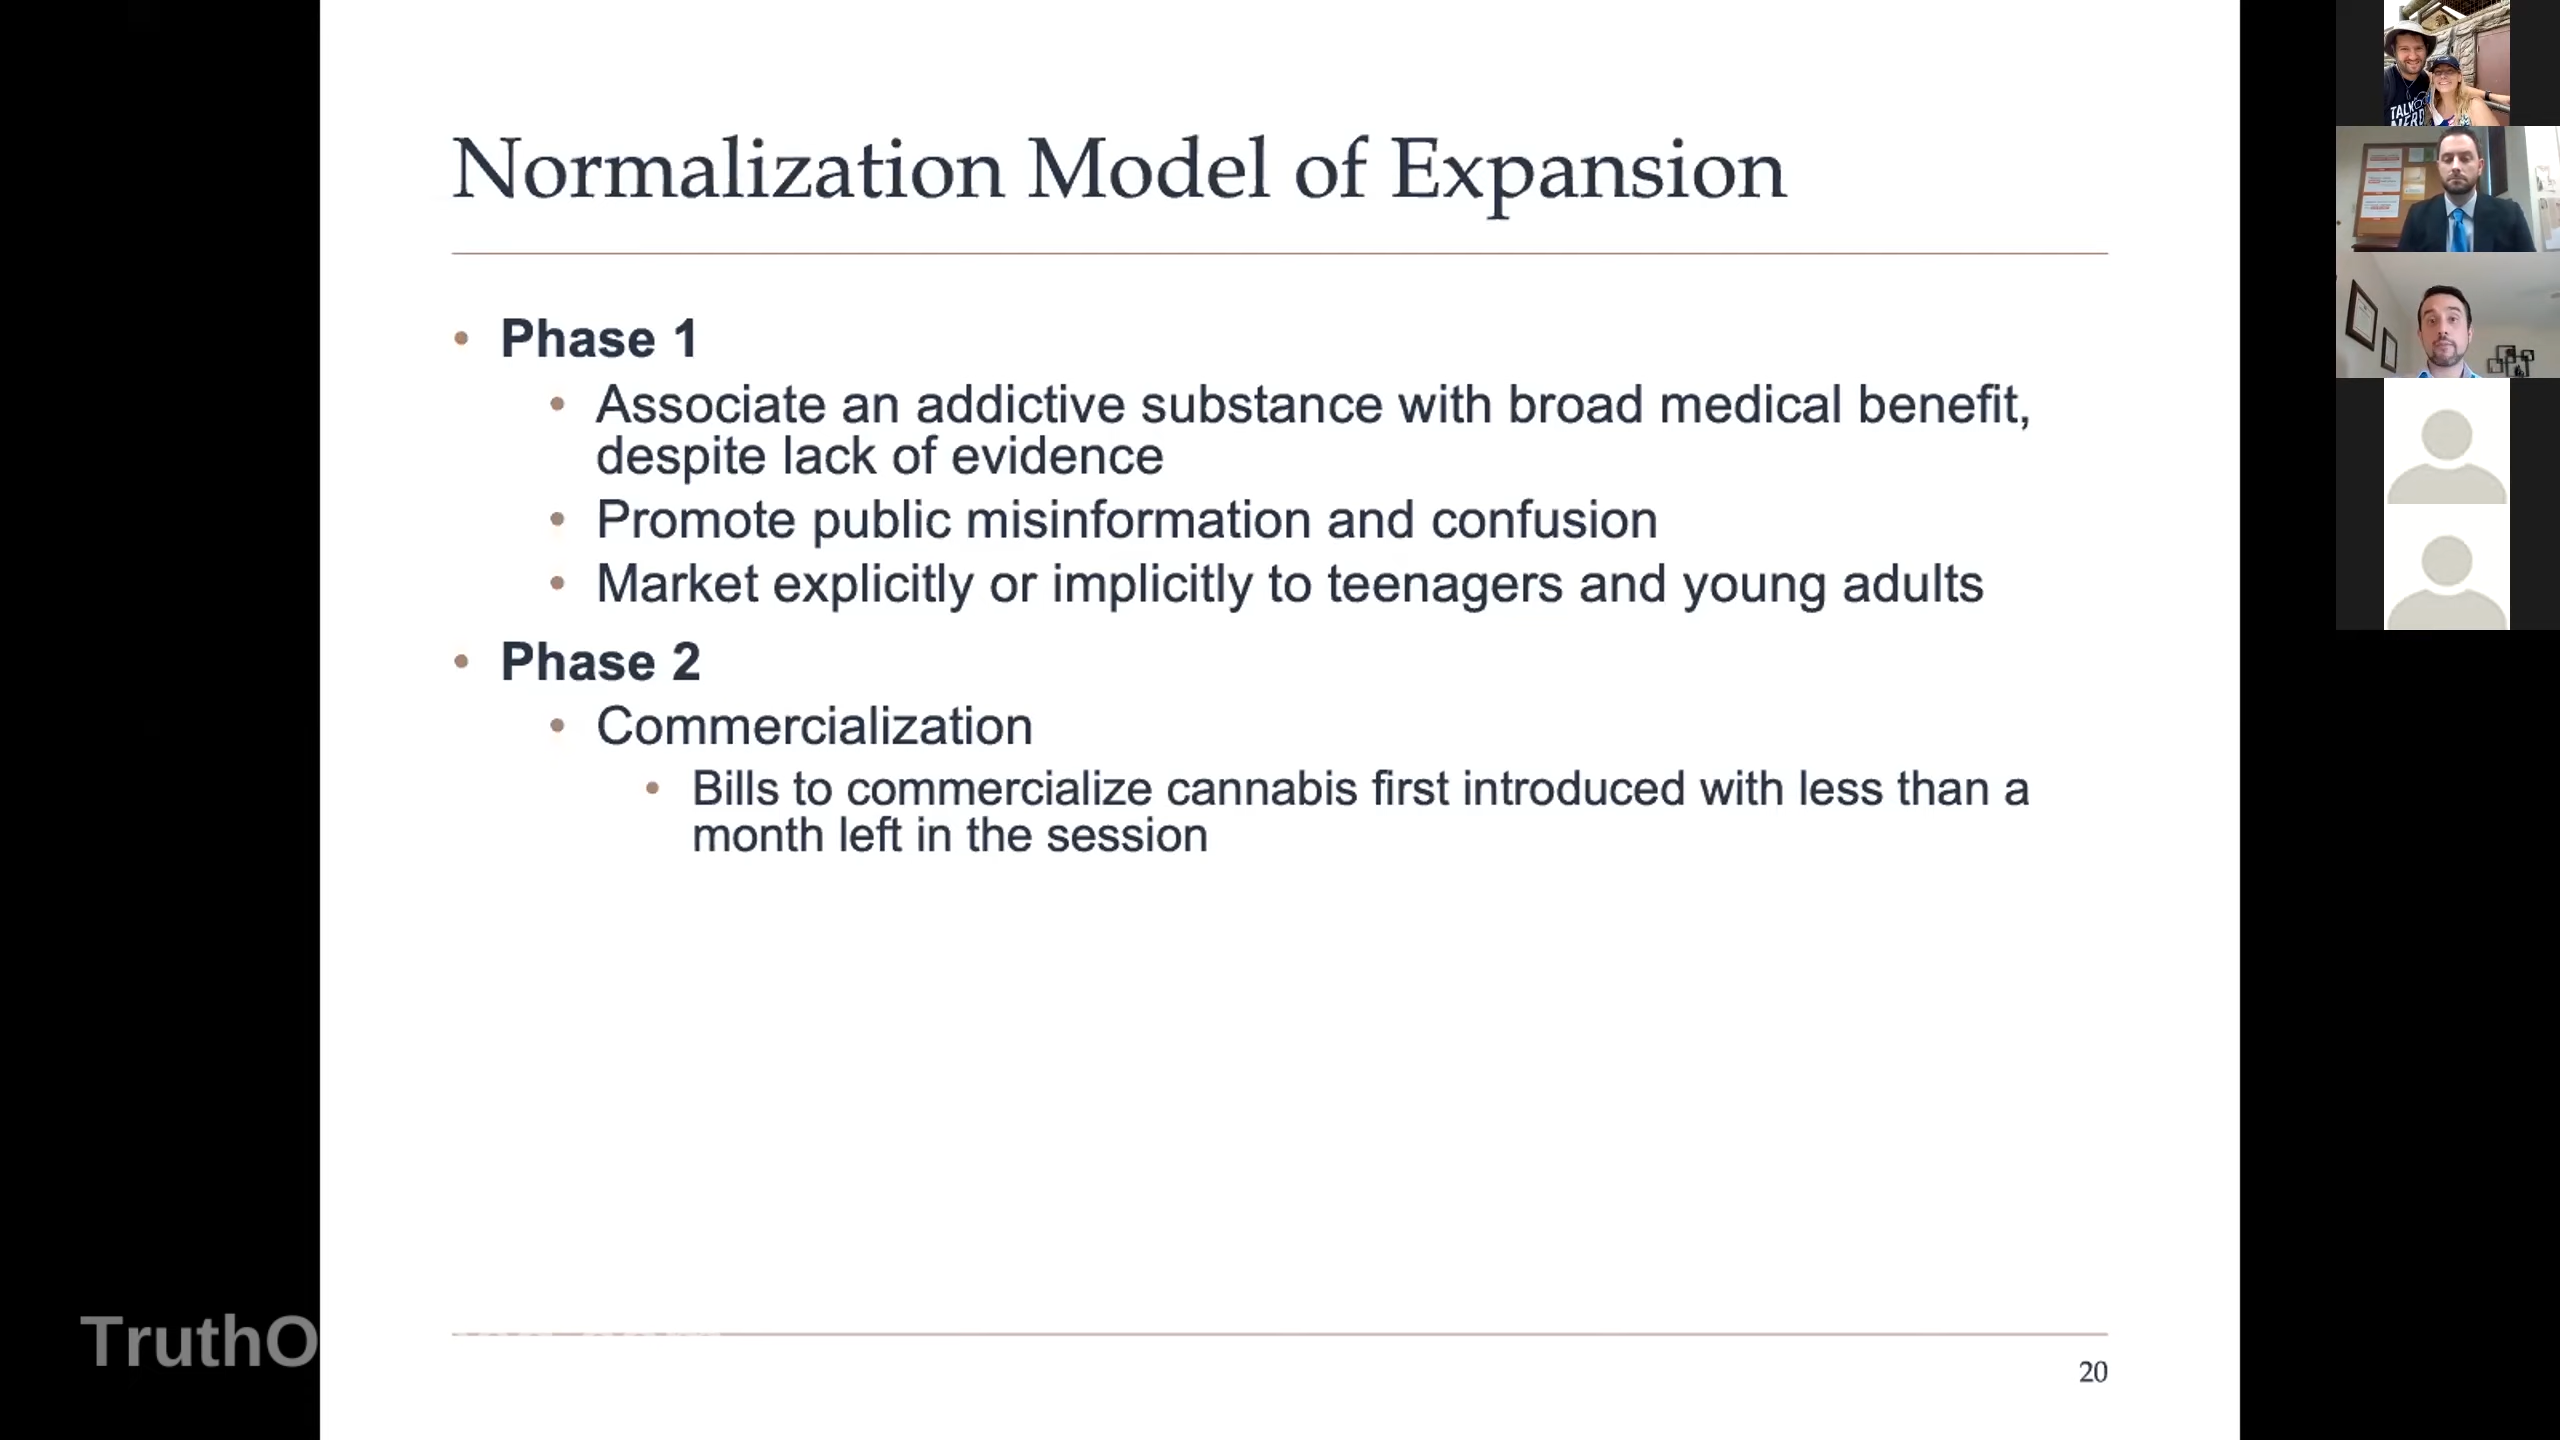 Normalization Model of Expansion
• Phase 1
• Associate an addictive substance with broad medical benefit,
despite lack of evidence
• Promote public misinformation and confusion
• Market explicitly or implicitly to teenagers and young adults
• Phase 2
• Commercialization
• Bills to commercialize cannabis first introduced with less than a
month left in the session
TruthO
20
TALK
NERD